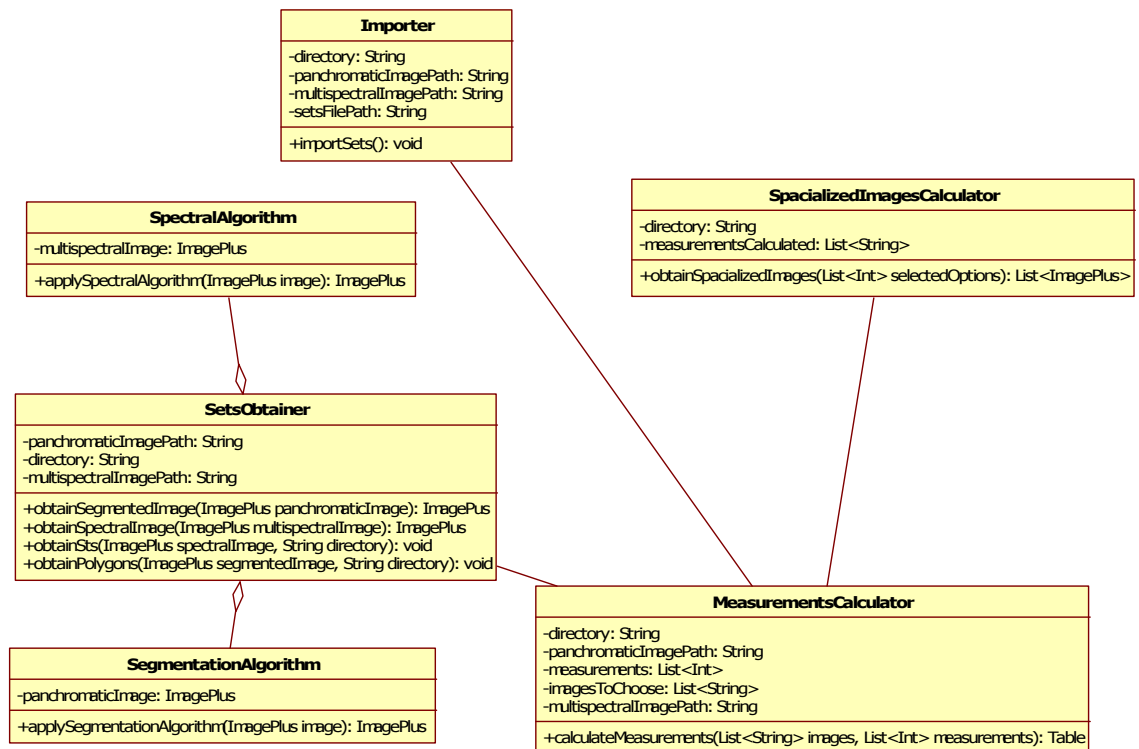 Importer
-directory: String
-panchromaticImagePath: String
-multispectralImagePath: String
-setsFilePath: String
+importSets(): void
SpacializedImagesCalculator
-directory: String
-measurementsCalculated: List<String>
+obtainSpacializedImages(List<Int> selectedOptions): List<ImagePlus>
SpectralAlgorithm
-multispectralImage: ImagePlus
+applySpectralAlgorithm(ImagePlus image): ImagePlus
SetsObtainer
-panchromaticImagePath: String
-directory: String
-multispectralImagePath: String
+obtainSegmentedImage(ImagePlus panchromaticImage): ImagePus
+obtainSpectralImage(ImagePlus multispectralImage): ImagePlus
+obtainSts(ImagePlus spectralImage, String directory): void
+obtainPolygons(ImagePlus segmentedImage, String directory): void
MeasurementsCalculator
-directory: String
-panchromaticImagePath: String
-measurements: List<Int>
-imagesToChoose: List<String>
-multispectralImagePath: String
+calculateMeasurements(List<String> images, List<Int> measurements): Table
SegmentationAlgorithm
-panchromaticImage: ImagePlus
+applySegmentationAlgorithm(ImagePlus image): ImagePlus